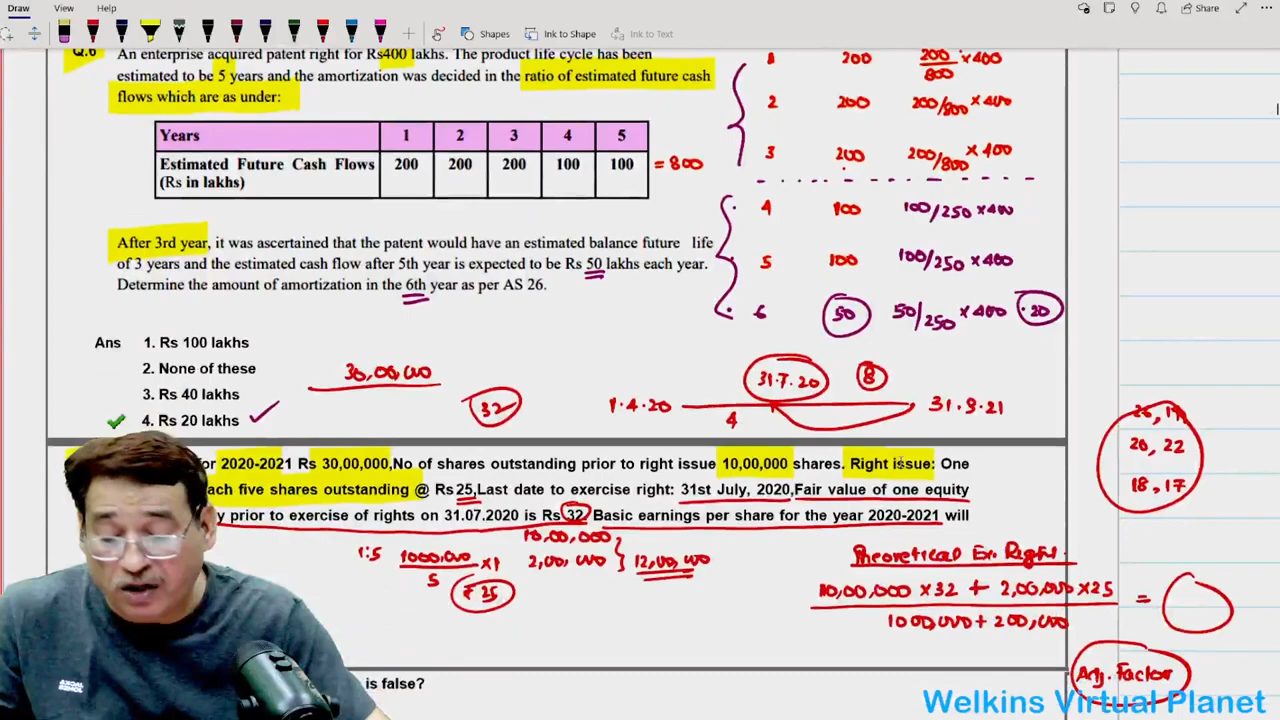 Draw
Shapes
Ink to Shape
Ink to Text
Share
Q.6 An enterprise acquired patent right for Rs400 lakhs. The product life cycle has been
estimated to be 5 years and the amortization was decided in the ratio of estimated future cash
flows which are as under:
Years 1 2 3 4 5
Estimated Future Cash Flows (Rs in lakhs) 200 200 200 100 100 = 800
After 3rd year, it was ascertained that the patent would have an estimated balance future life
of 3 years and the estimated cash flow after 5th year is expected to be Rs 50 lakhs each year.
Determine the amount of amortization in the 6th year as per AS 26.
1 200 200/800 ×400
2 200 200/800 ×400
3 200 200/800 ×400
4 100 100/250 ×400
5 100 100/250 ×400
6 50 50/250 ×400 20
Ans 1. Rs 100 lakhs
2. None of these
3. Rs 40 lakhs
4. Rs 20 lakhs
30,00,000
32
31.7.20 8
1.4.20 4 31.3.21
20, 22
18, 17
for 2020-2021 Rs 30,00,000,No of shares outstanding prior to right issue 10,00,000 shares. Right issue: One
each five shares outstanding @ Rs 25,Last date to exercise right: 31st July, 2020,Fair value of one equity
prior to exercise of rights on 31.07.2020 is Rs 32 Basic earnings per share for the year 2020-2021 will
10,00,000
1:5 1000,000/5 ×1 2,00,000 12,00,000
₹25
Theoretical Ex. Right.
10,00,000 ×32 + 2,00,000 ×25 =
1000,000 + 200,000
Adj. Factor
is false?
Welkins Virtual Planet